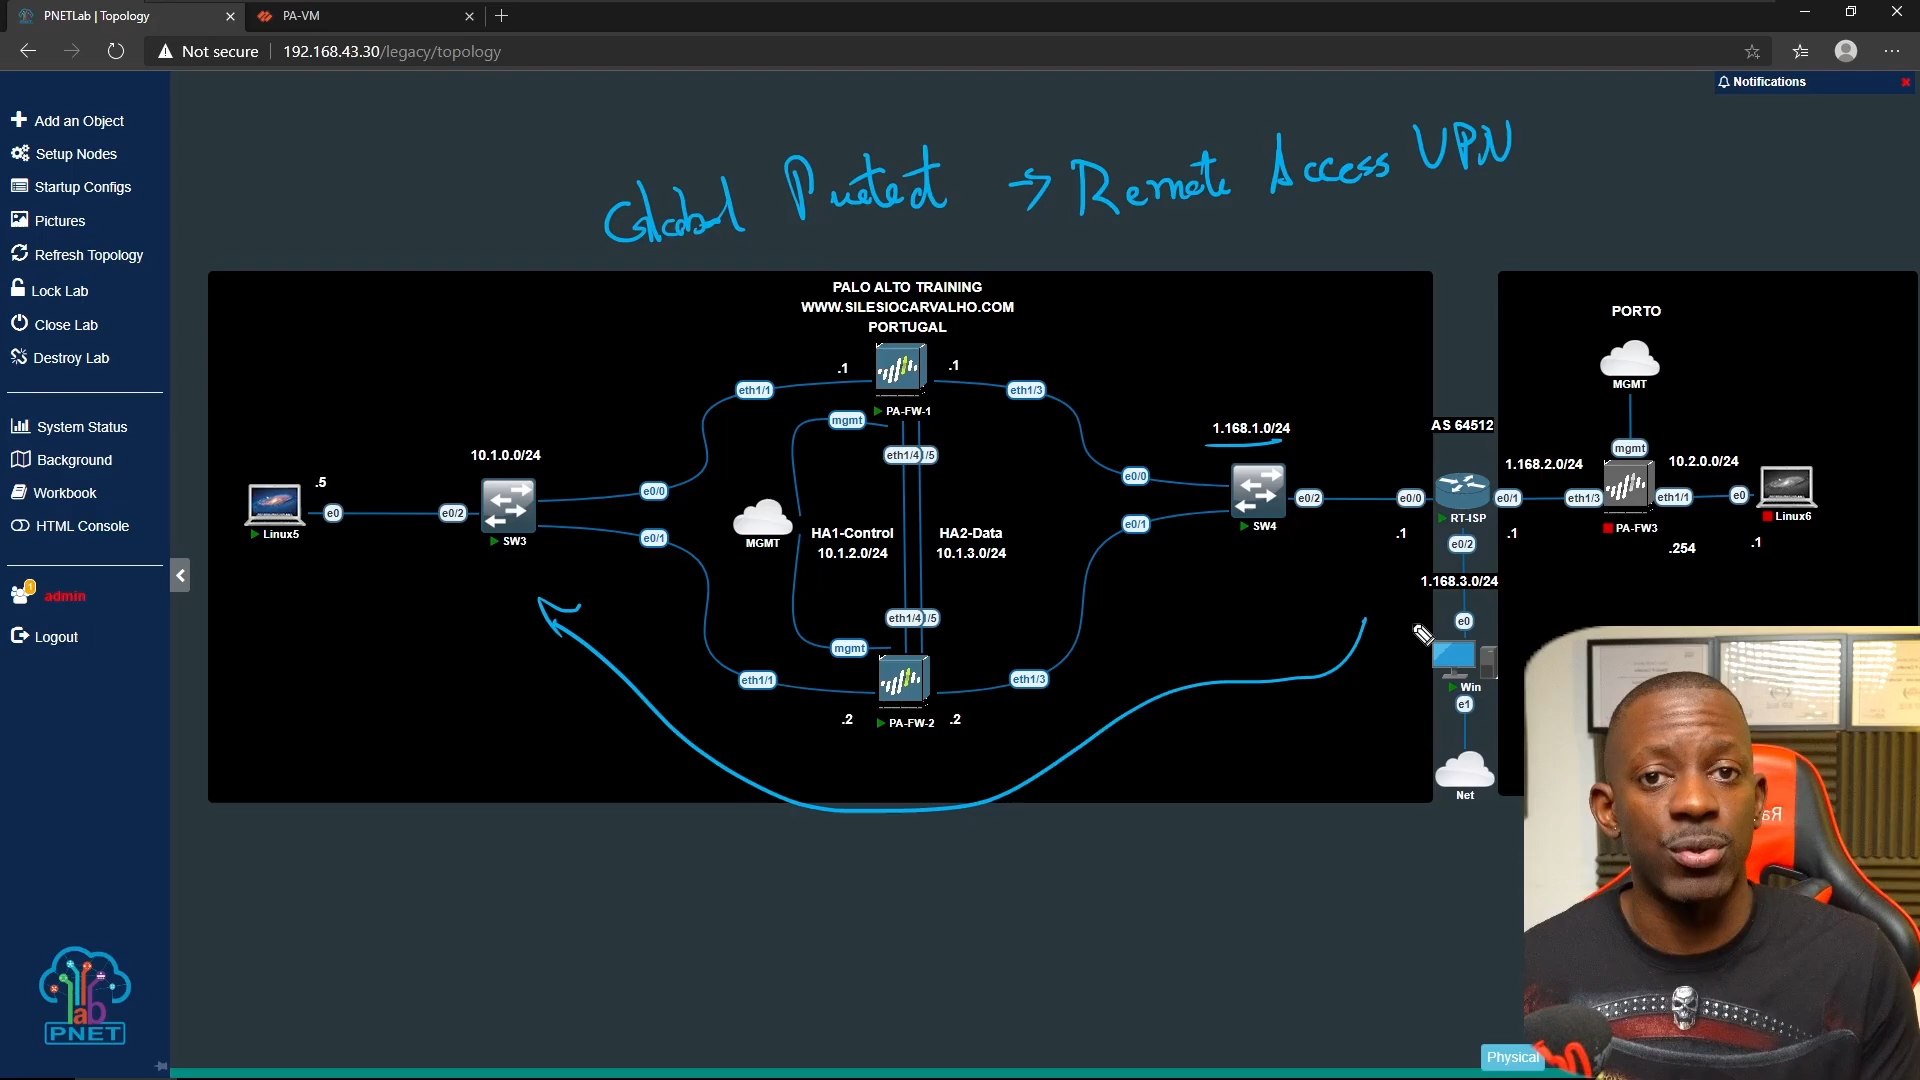 PNETLab | Topology
PA-VM
Not secure
192.168.43.30/legacy/topology
Notifications
Add an Object
Setup Nodes
Startup Configs
Pictures
Refresh Topology
Lock Lab
Close Lab
Destroy Lab
System Status
Background
Workbook
HTML Console
1
admin
Logout
lab
PNET
Global Protect → Remote Access VPN
PALO ALTO TRAINING
WWW.SILESIOCARVALHO.COM
PORTUGAL
.1
.1
eth1/1
eth1/3
PA-FW-1
mgmt
eth1/4
/5
10.1.0.0/24
1.168.1.0/24
.5
e0
Linux5
e0/2
SW3
e0/0
e0/1
MGMT
HA1-Control
10.1.2.0/24
HA2-Data
10.1.3.0/24
e0/0
e0/1
SW4
e0/2
eth1/4
/5
mgmt
eth1/1
eth1/3
.2
PA-FW-2
.2
AS 64512
e0/0
e0/1
RT-ISP
.1
.1
e0/2
1.168.3.0/24
e0
Win
e1
Net
PORTO
MGMT
mgmt
1.168.2.0/24
10.2.0.0/24
eth1/3
eth1/1
e0
PA-FW3
Linux6
.254
.1
Physical